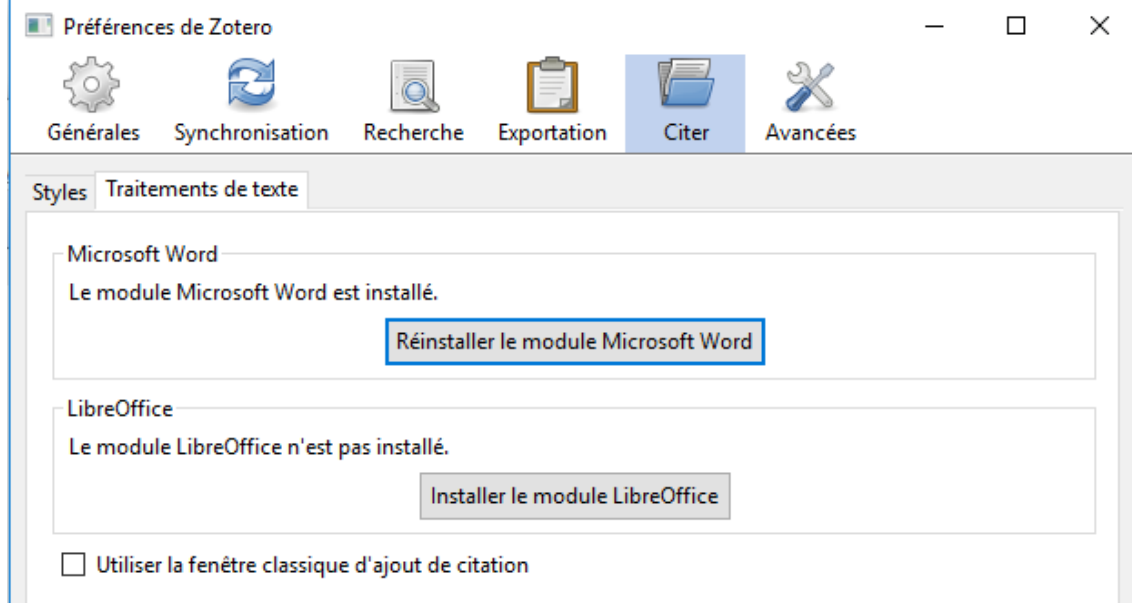 Préférences de Zotero
Générales Synchronisation Recherche Exportation Citer Avancées
Styles Traitements de texte
Microsoft Word
Le module Microsoft Word est installé.
Réinstaller le module Microsoft Word
LibreOffice
Le module LibreOffice n'est pas installé.
Installer le module LibreOffice
Utiliser la fenêtre classique d'ajout de citation